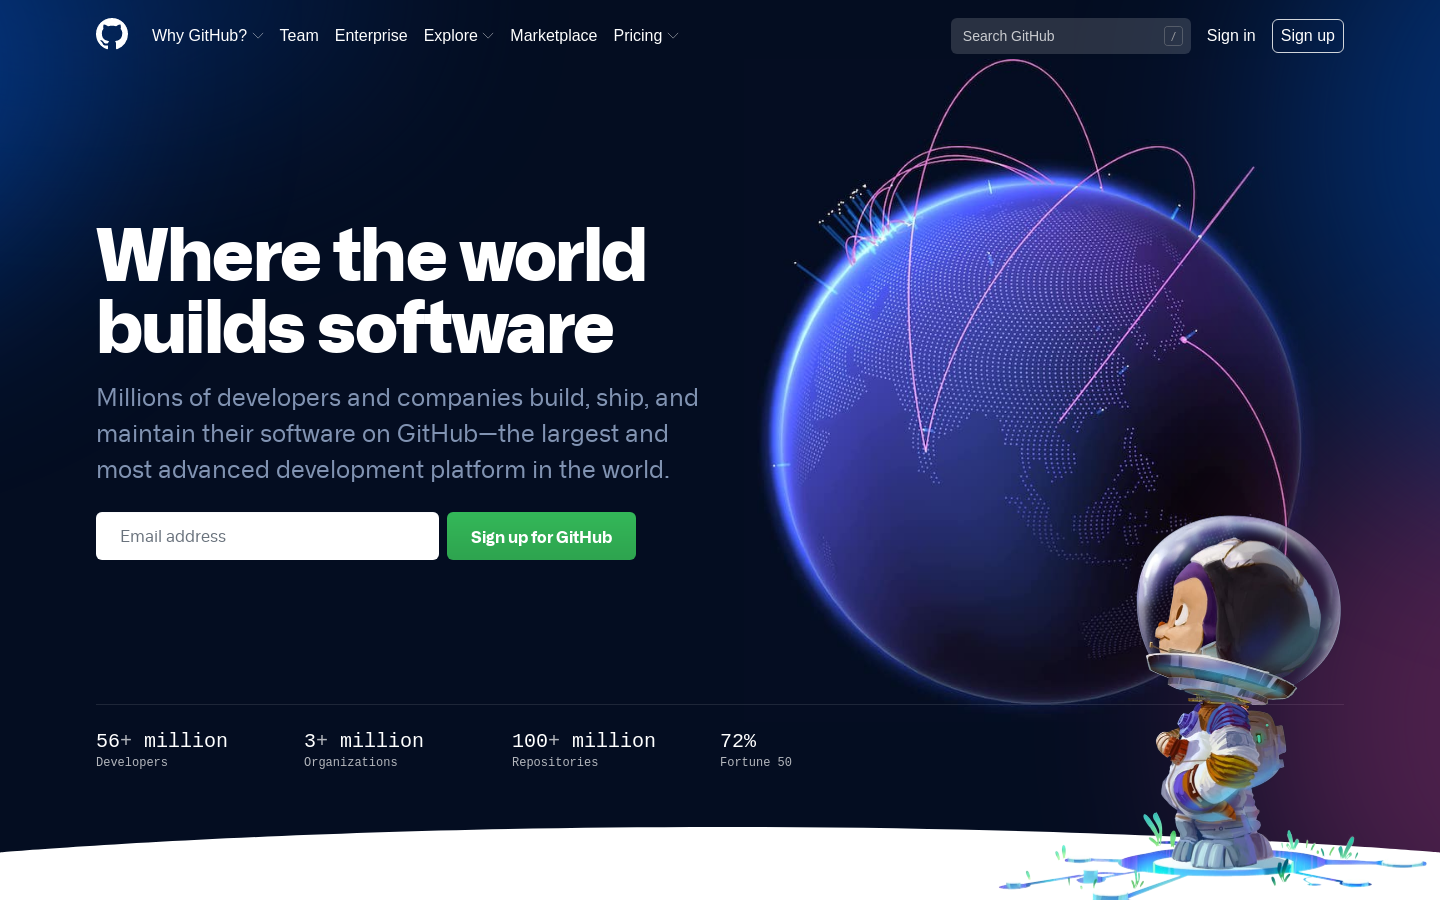 Why GitHub? Team Enterprise Explore Marketplace Pricing Search GitHub / Sign in Sign up
Where the world
builds software
Millions of developers and companies build, ship, and
maintain their software on GitHub—the largest and
most advanced development platform in the world.
Email address Sign up for GitHub
56+ million 3+ million 100+ million 72%
Developers Organizations Repositories Fortune 50